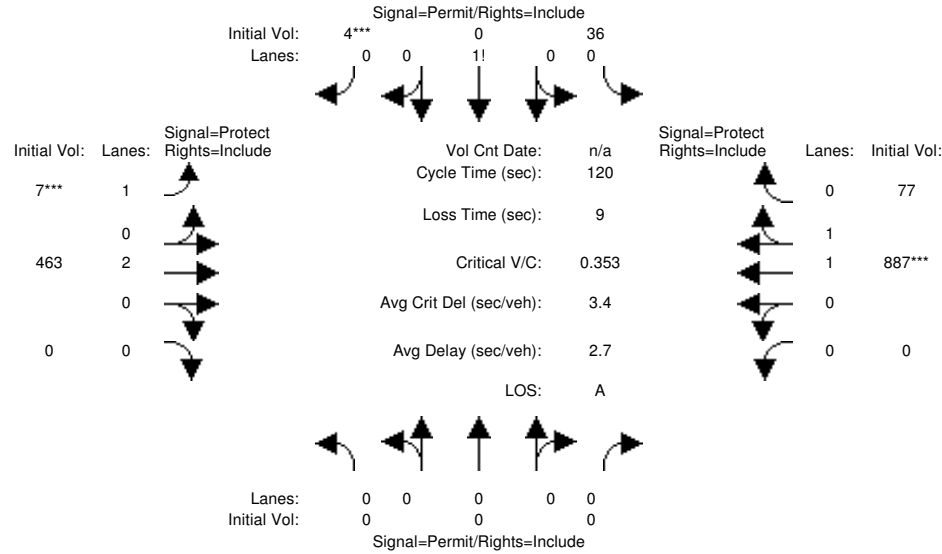 Signal=Permit/Rights=Include
Initial Vol: 4*** 0 36
Lanes: 0 0 1! 0 0
Signal=Protect
Rights=Include
Initial Vol: Lanes:
Vol Cnt Date: n/a
Signal=Protect
Rights=Include
Lanes: Initial Vol:
Cycle Time (sec): 120
7*** 1
0 77
Loss Time (sec): 9
0
1
463 2
Critical V/C: 0.353
1 887***
0
Avg Crit Del (sec/veh): 3.4
0
0 0
Avg Delay (sec/veh): 2.7
0 0
LOS: A
Lanes: 0 0 0 0 0
Initial Vol: 0 0 0
Signal=Permit/Rights=Include